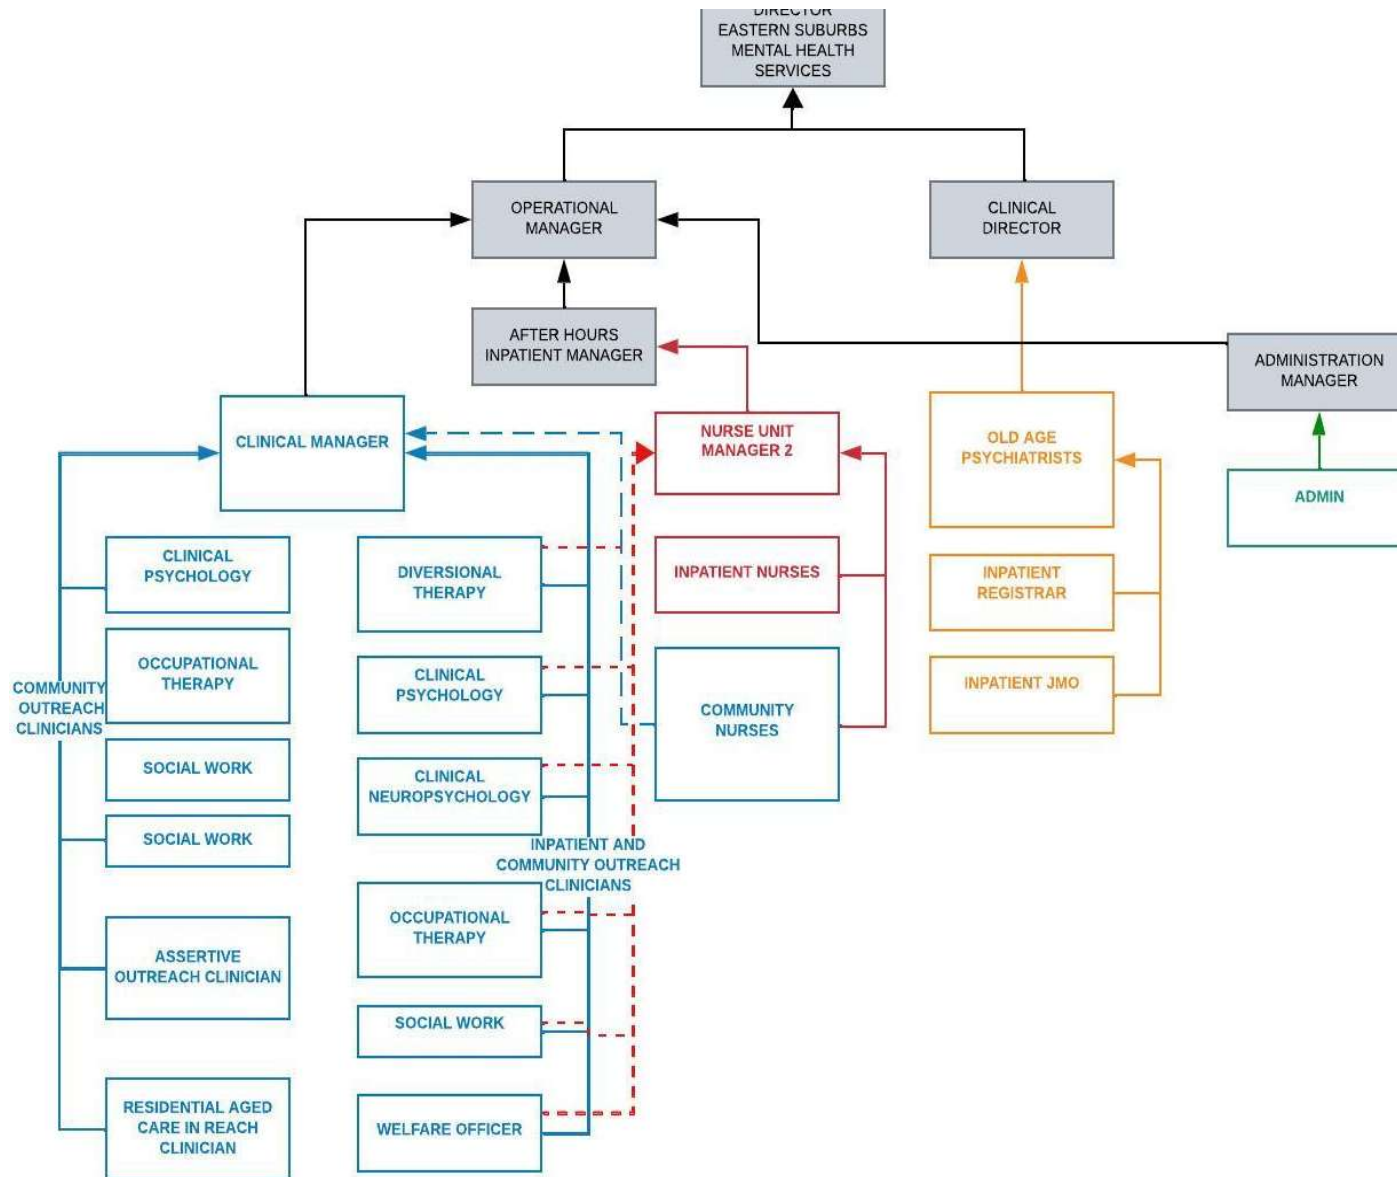 DIRECTOR
EASTERN SUBURBS
MENTAL HEALTH
SERVICES
OPERATIONAL
MANAGER
CLINICAL
DIRECTOR
AFTER HOURS
INPATIENT MANAGER
ADMINISTRATION
MANAGER
CLINICAL MANAGER
NURSE UNIT
MANAGER 2
OLD AGE
PSYCHIATRISTS
ADMIN
COMMUNITY
OUTREACH
CLINICIANS
CLINICAL
PSYCHOLOGY
OCCUPATIONAL
THERAPY
SOCIAL WORK
SOCIAL WORK
ASSERTIVE
OUTREACH CLINICIAN
RESIDENTIAL AGED
CARE IN REACH
CLINICIAN
DIVERSIONAL
THERAPY
CLINICAL
PSYCHOLOGY
CLINICAL
NEUROPSYCHOLOGY
INPATIENT AND
COMMUNITY OUTREACH
CLINICIANS
OCCUPATIONAL
THERAPY
SOCIAL WORK
WELFARE OFFICER
INPATIENT NURSES
COMMUNITY
NURSES
INPATIENT
REGISTRAR
INPATIENT JMO